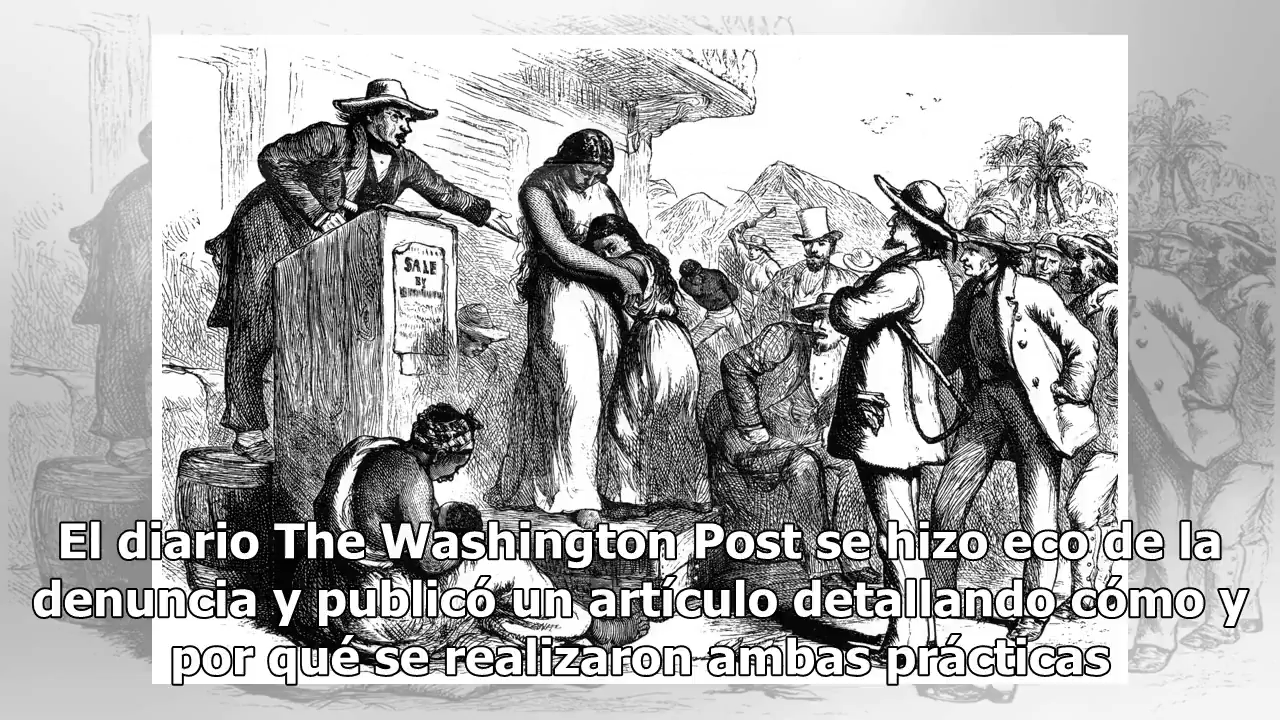 SALE
BY
El diario The Washington Post se hizo eco de la
denuncia y publicó un artículo detallando cómo y
por qué se realizaron ambas prácticas